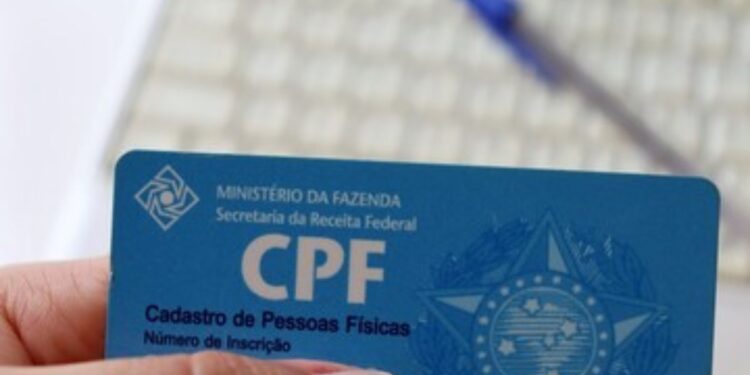 MINISTÉRIO DA FAZENDA
Secretaria da Receita Federal
CPF
Cadastro de Pessoas Físicas
Número de Inscrição